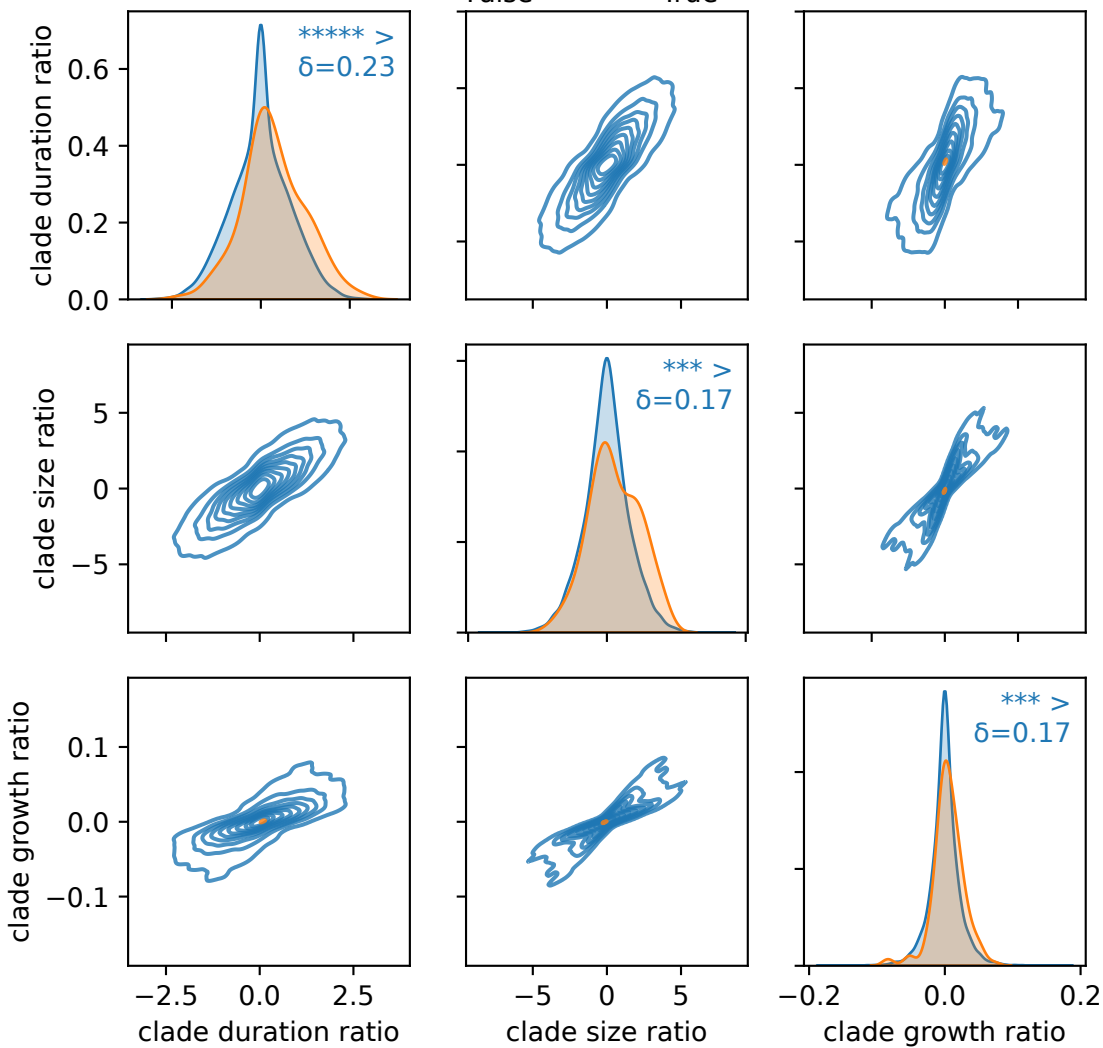 True
clade duration ratio
0.6
0.4
0.2
0.0
***** >
δ=0.23
clade size ratio
5
0
−5
*** >
δ=0.17
clade growth ratio
0.1
0.0
−0.1
*** >
δ=0.17
−2.5 0.0 2.5
−5 0 5
−0.2 0.0 0.2
clade duration ratio
clade size ratio
clade growth ratio